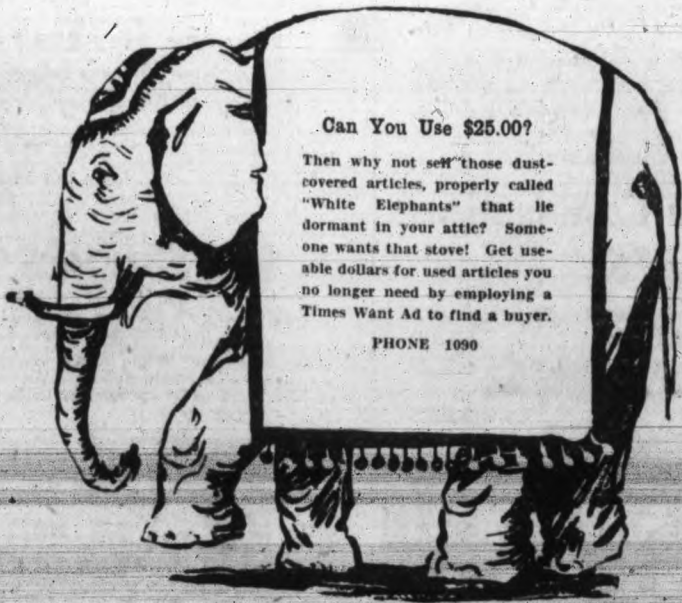 Can You Use $25.00?
Then why not sell those dust-
covered articles, properly called
"White Elephants" that lie
dormant in your attic? Some-
one wants that stove! Get use-
able dollars for used articles you
no longer need by employing a
Times Want Ad to find a buyer.
PHONE 1090